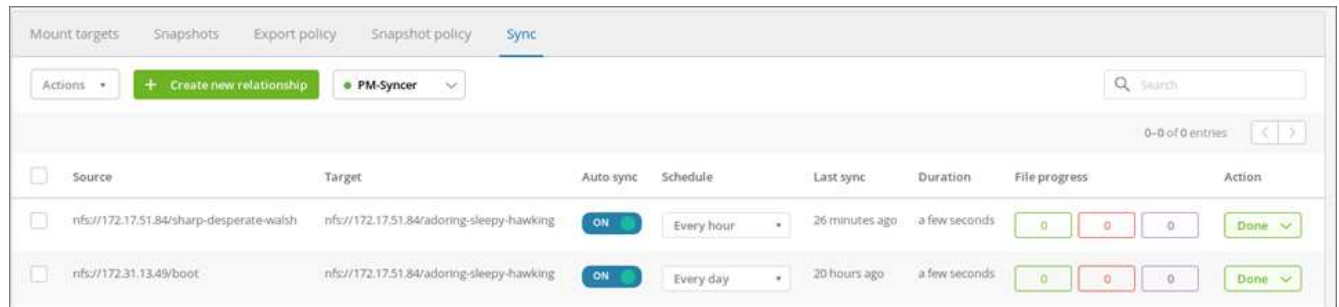 Mount targets Snapshots Export policy Snapshot policy Sync
Actions + Create new relationship PM-Syncer Search
0-0 of 0 entries < >
Source Target Auto sync Schedule Last sync Duration File progress Action
nfs://172.17.51.84/sharp-desperate-walsh nfs://172.17.51.84/adoring-sleepy-hawking ON Every hour 26 minutes ago a few seconds 0 0 0 Done
nfs://172.31.13.49/boot nfs://172.17.51.84/adoring-sleepy-hawking ON Every day 20 hours ago a few seconds 0 0 0 Done